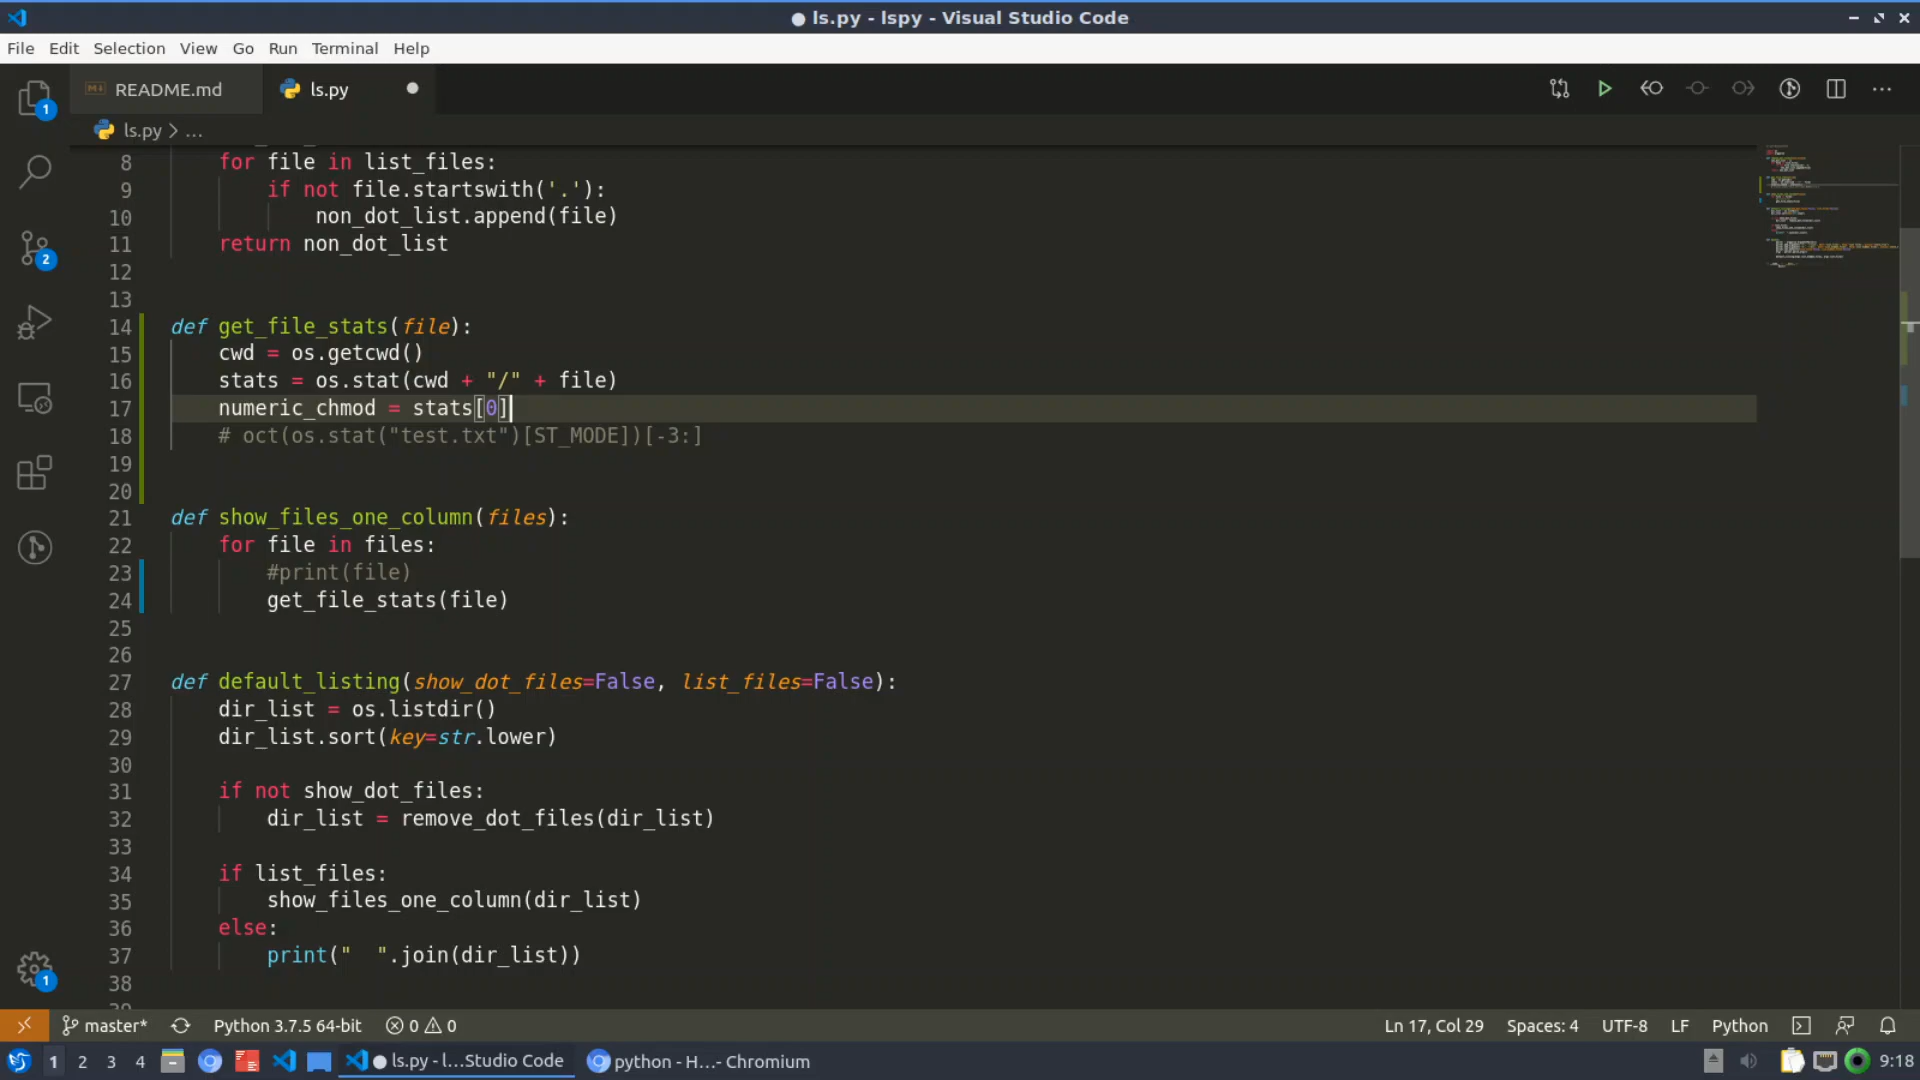 ● ls.py - lspy - Visual Studio Code
File Edit Selection View Go Run Terminal Help
README.md ls.py
ls.py > ...
8 for file in list_files:
9 if not file.startswith('.'):
10 non_dot_list.append(file)
11 return non_dot_list
12
13
14 def get_file_stats(file):
15 cwd = os.getcwd()
16 stats = os.stat(cwd + "/" + file)
17 numeric_chmod = stats[0]
18 # oct(os.stat("test.txt")[ST_MODE])[-3:]
19
20
21 def show_files_one_column(files):
22 for file in files:
23 #print(file)
24 get_file_stats(file)
25
26
27 def default_listing(show_dot_files=False, list_files=False):
28 dir_list = os.listdir()
29 dir_list.sort(key=str.lower)
30
31 if not show_dot_files:
32 dir_list = remove_dot_files(dir_list)
33
34 if list_files:
35 show_files_one_column(dir_list)
36 else:
37 print("  ".join(dir_list))
38
1
2
1
master* Python 3.7.5 64-bit 0 0 Ln 17, Col 29 Spaces: 4 UTF-8 LF Python
1 2 3 4 ● ls.py - l...Studio Code python - H...- Chromium 9:18